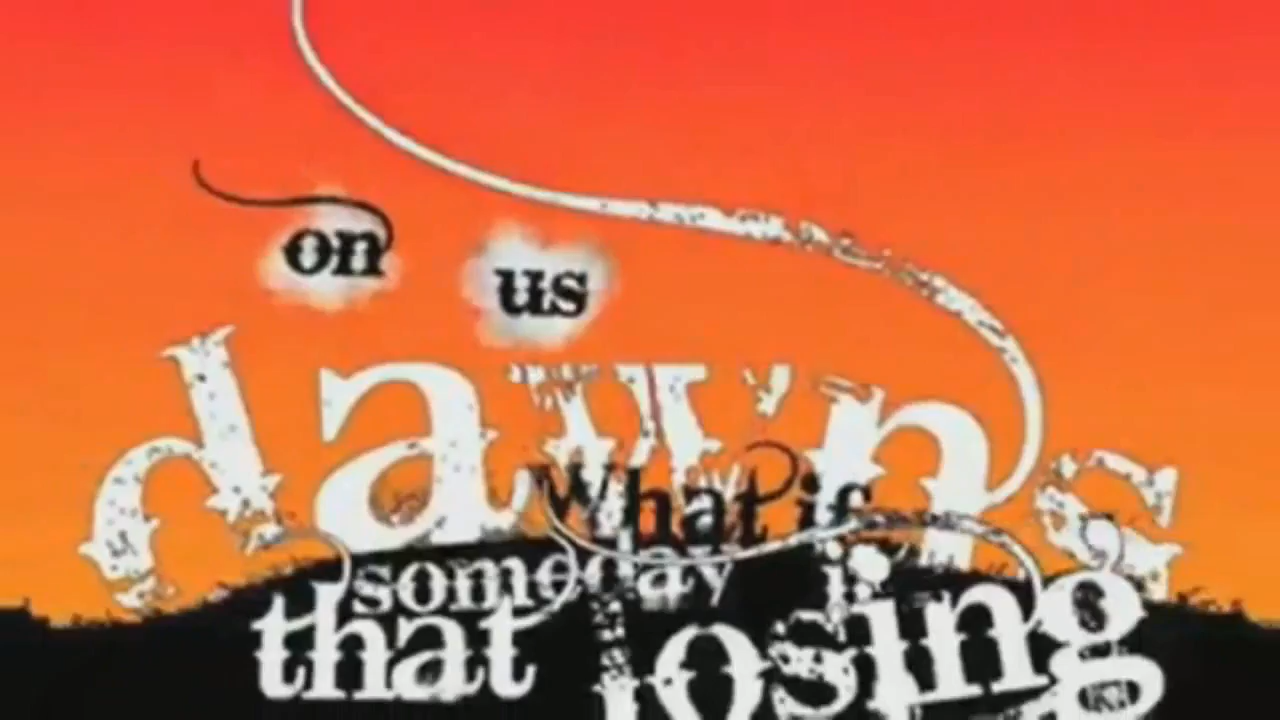 on us
dawns
What if
someday
that losing